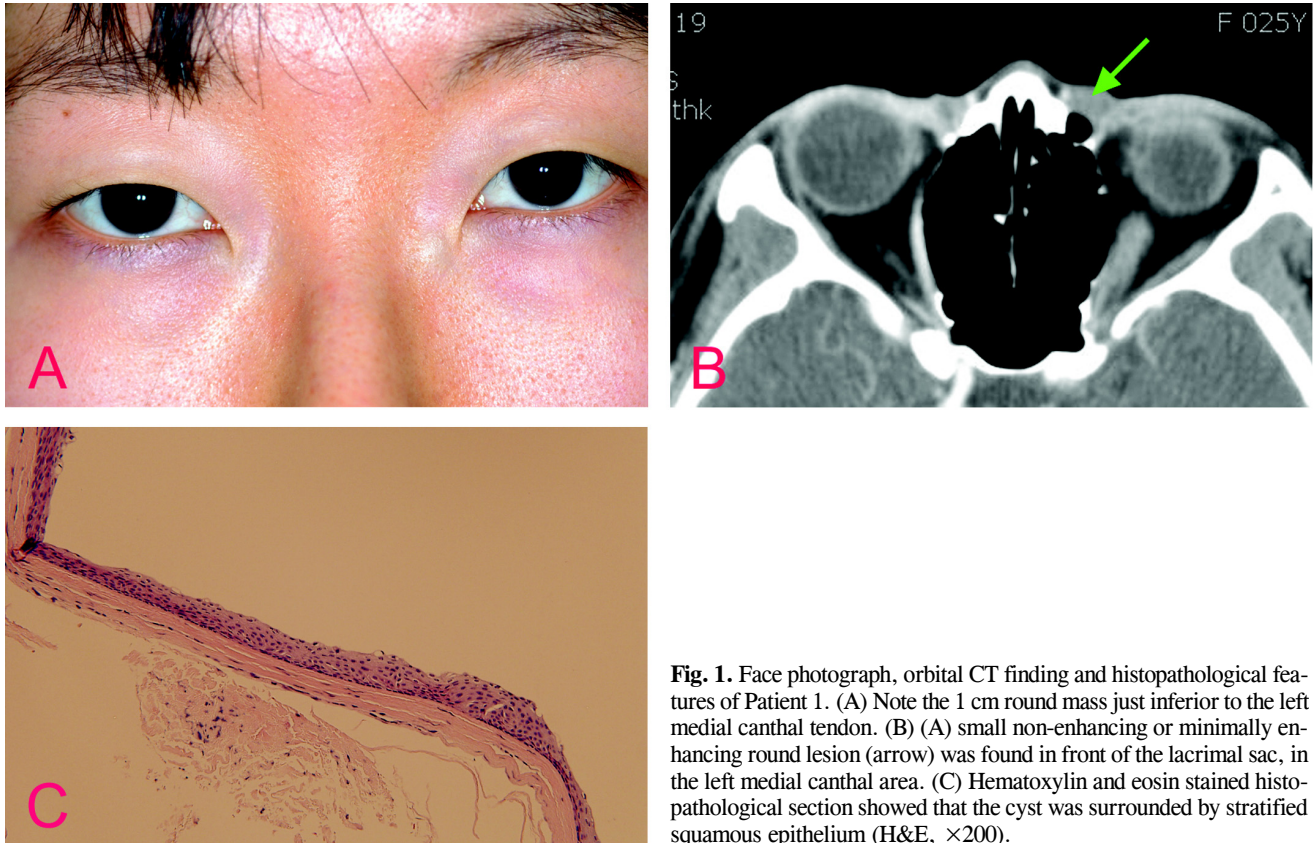 19
F 025Y
S
thk
A
B
C
Fig. 1. Face photograph, orbital CT finding and histopathological fea-
tures of Patient 1. (A) Note the 1 cm round mass just inferior to the left
medial canthal tendon. (B) (A) small non-enhancing or minimally en-
hancing round lesion (arrow) was found in front of the lacrimal sac, in
the left medial canthal area. (C) Hematoxylin and eosin stained histo-
pathological section showed that the cyst was surrounded by stratified
squamous epithelium (H&E, ×200).